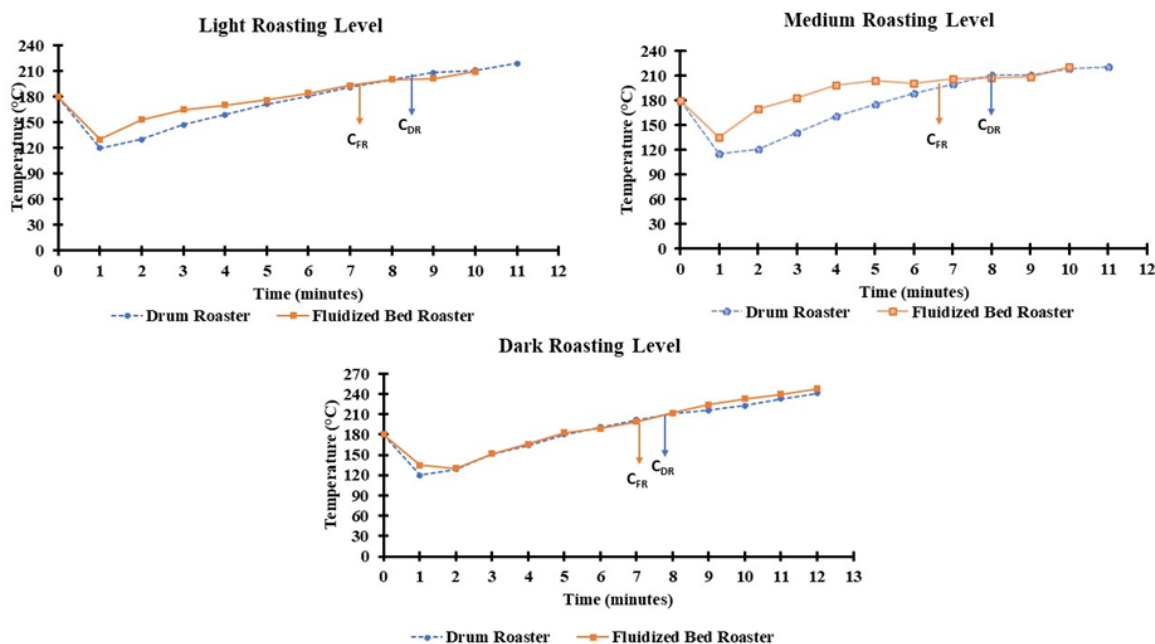 Light Roasting Level
Temperature (°C)
240
210
180
150
120
90
60
30
0
C_FR
C_DR
0 1 2 3 4 5 6 7 8 9 10 11 12
Time (minutes)
Drum Roaster Fluidized Bed Roaster
Medium Roasting Level
Temperature (°C)
240
210
180
150
120
90
60
30
0
C_FR
C_DR
0 1 2 3 4 5 6 7 8 9 10 11 12
Time (minutes)
Drum Roaster Fluidized Bed Roaster
Dark Roasting Level
Temperature (°C)
270
240
210
180
150
120
90
60
30
0
C_FR
C_DR
0 1 2 3 4 5 6 7 8 9 10 11 12 13
Time (minutes)
Drum Roaster Fluidized Bed Roaster